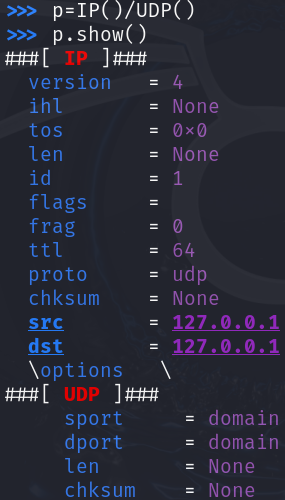 >>> p=IP()/UDP()
>>> p.show()
###[ IP ]###
  version   = 4
  ihl       = None
  tos       = 0×0
  len       = None
  id        = 1
  flags     =
  frag      = 0
  ttl       = 64
  proto     = udp
  chksum    = None
  src       = 127.0.0.1
  dst       = 127.0.0.1
  \options   \
###[ UDP ]###
     sport     = domain
     dport     = domain
     len       = None
     chksum    = None